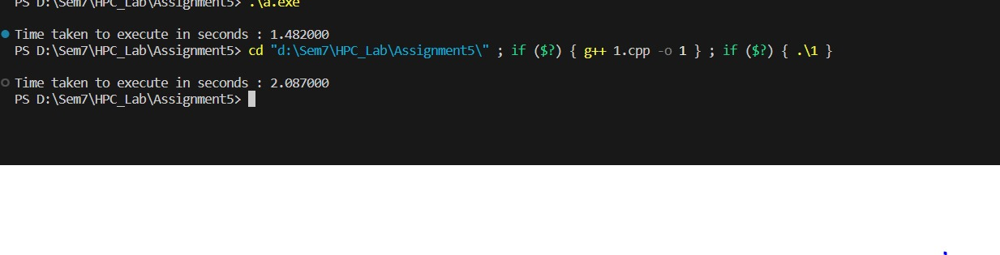 PS D:\Sem7\HPC_Lab\Assignment5> .\a.exe
Time taken to execute in seconds : 1.482000
PS D:\Sem7\HPC_Lab\Assignment5> cd "d:\Sem7\HPC_Lab\Assignment5\" ; if ($?) { g++ 1.cpp -o 1 } ; if ($?) { .\1 }
Time taken to execute in seconds : 2.087000
PS D:\Sem7\HPC_Lab\Assignment5>